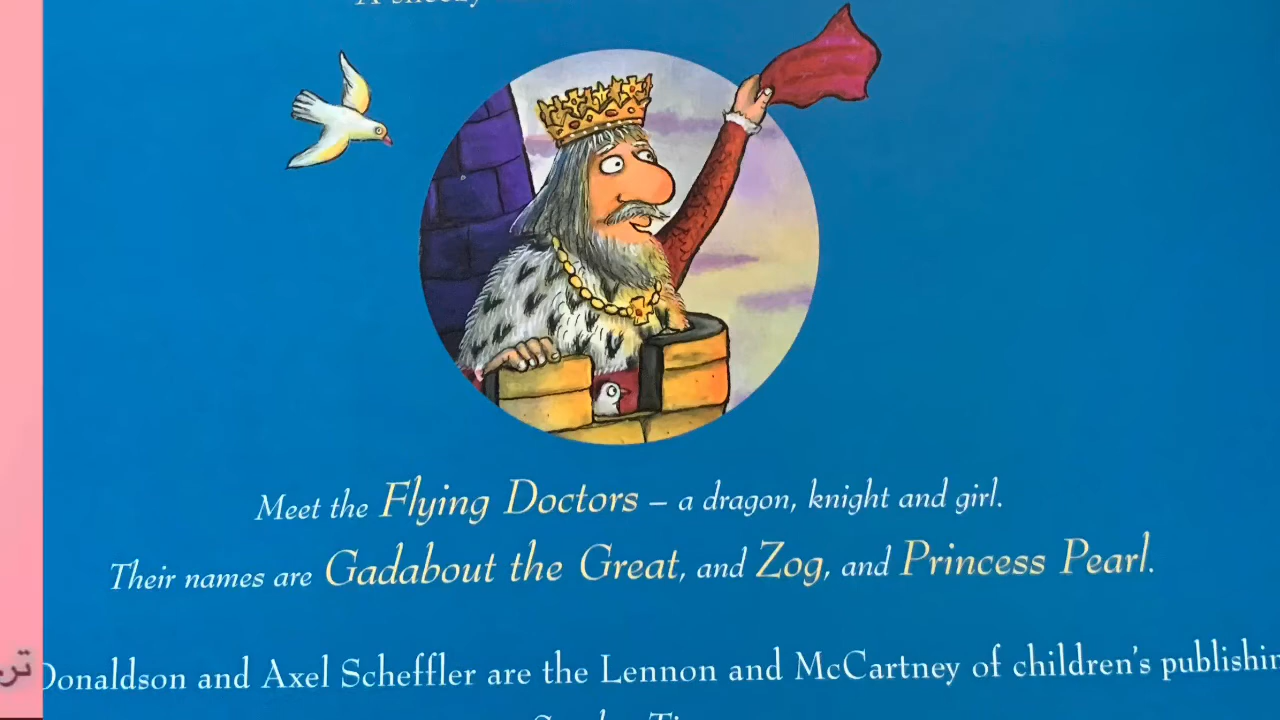 A sneezy
Meet the Flying Doctors – a dragon, knight and girl.
Their names are Gadabout the Great, and Zog, and Princess Pearl.
Donaldson and Axel Scheffler are the Lennon and McCartney of children's